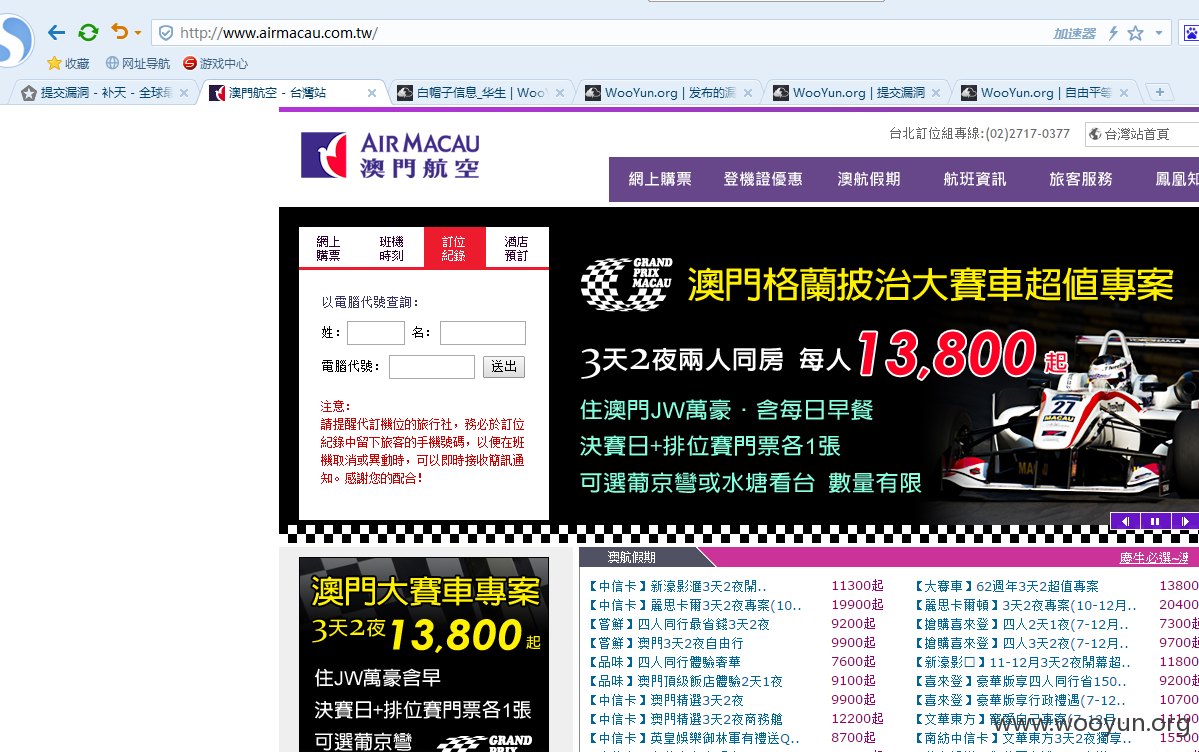 http://www.airmacau.com.tw/
加速器
收藏
网址导航
游戏中心
提交漏洞 - 补天 - 全球最
澳門航空 - 台灣站
白帽子信息_华生 | WooY
WooYun.org | 发布的漏
WooYun.org | 提交漏洞
WooYun.org | 自由平等
AIR MACAU
澳門航空
台北訂位組專線:(02)2717-0377
台灣站首頁
網上購票 登機證優惠 澳航假期 航班資訊 旅客服務 鳳凰知
網上購票
班機時刻
訂位紀錄
酒店預訂
以電腦代號查詢：
姓： 名：
電腦代號： 送出
注意：
請提醒代訂機位的旅行社，務必於訂位
紀錄中留下旅客的手機號碼，以便在班
機取消或異動時，可以即時接收簡訊通
知。感謝您的配合！
GRAND PRIX MACAU
澳門格蘭披治大賽車超值專案
3天2夜兩人同房 每人13,800起
住澳門JW萬豪．含每日早餐
決賽日+排位賽門票各1張
可選葡京彎或水塘看台 數量有限
21
MACAU
澳門大賽車專案
3天2夜13,800起
住JW萬豪含早
決賽日+排位賽門票各1張
可選葡京彎
GRAND
澳航假期
慶生必選~漫
【中信卡】新濠影滙3天2夜開.. 11300起
【中信卡】麗思卡爾3天2夜專案(10.. 19900起
【嘗鮮】四人同行最省錢3天2夜 9200起
【嘗鮮】澳門3天2夜自由行 9900起
【品味】四人同行體驗奢華 7600起
【品味】澳門頂級飯店體驗2天1夜 9100起
【中信卡】澳門精選3天2夜 9900起
【中信卡】澳門精選3天2夜商務艙 12200起
【中信卡】英皇娛樂御林軍有禮送Q.. 8700起
【大賽車】62週年3天2超值專案 13800
【麗思卡爾頓】3天2夜專案(10-12月.. 20400
【搶購喜來登】四人2天1夜(7-12月.. 7300起
【搶購喜來登】四人3天2夜(7-12月.. 9700起
【新濠影□】11-12月3天2夜開幕超.. 11800
【喜來登】豪華版享四人同行省150.. 9200起
【喜來登】豪華版享行政禮遇(7-12.. 10700
【文華東方】寵愛自己專案(7-12月.. 11100
【南紡中信卡】文華東方3天2夜獨享.. 15500
www.wooyun.org